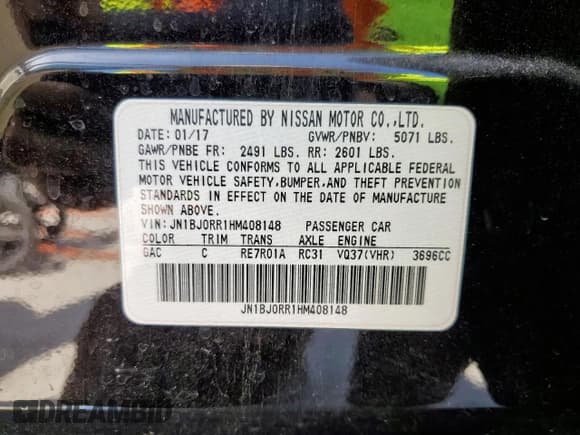 MANUFACTURED BY NISSAN MOTOR CO.,LTD.
DATE: 01/17 GVWR/PNBV: 5071 LBS.
GAWR/PNBE FR: 2491 LBS. RR: 2601 LBS.
THIS VEHICLE CONFORMS TO ALL APPLICABLE FEDERAL
MOTOR VEHICLE SAFETY,BUMPER,AND THEFT PREVENTION
STANDARDS IN EFFECT ON THE DATE OF MANUFACTURE
SHOWN ABOVE.
VIN: JN1BJ0RR1HM408148 PASSENGER CAR
COLOR TRIM TRANS AXLE ENGINE
GAC C RE7R01A RC31 VQ37(VHR) 3696CC
JN1BJ0RR1HM408148
DREAMBID